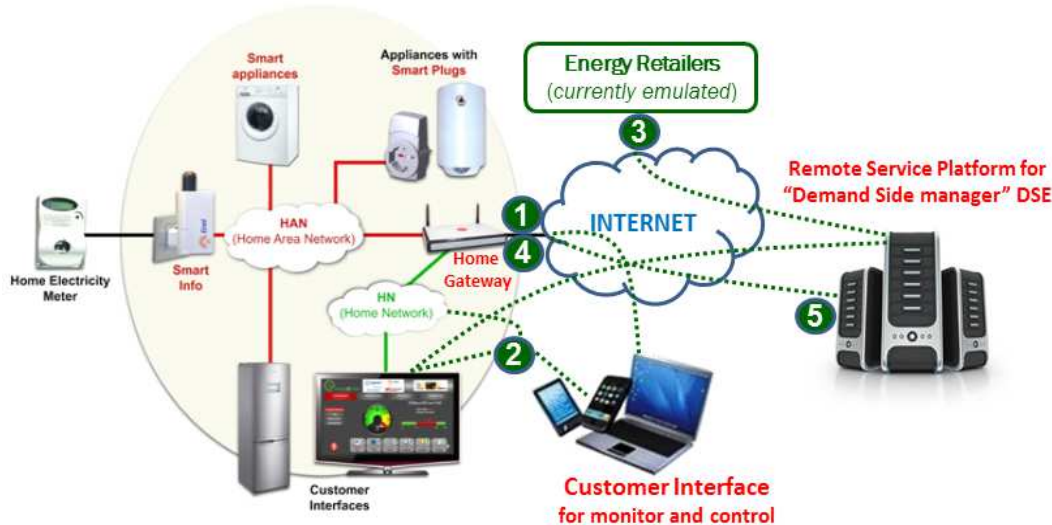 Smart
appliances
Appliances with
Smart Plugs
Energy Retailers
(currently emulated)
3
Remote Service Platform for
“Demand Side manager” DSE
1
INTERNET
HAN
(Home Area Network)
4
Home
Gateway
Smart
Info
Home Electricity
Meter
HN
(Home Network)
5
2
Customer
Interfaces
Customer Interface
for monitor and control